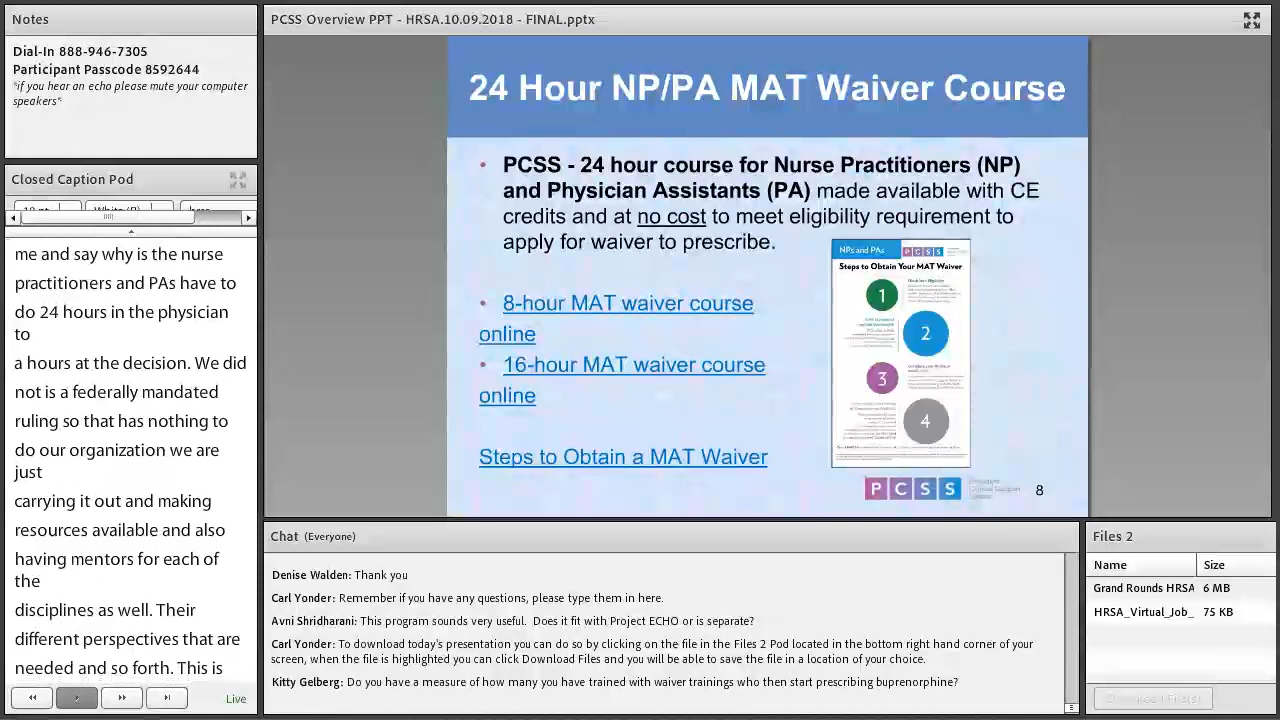 Notes
Dial-In 888-946-7305
Participant Passcode 8592644
*if you hear an echo please mute your computer
speakers*
Closed Caption Pod
me and say why is the nurse
practitioners and PAs have to
do 24 hours in the physician
to
a hours at the decision. We did
not is a federally mandated
ruling so that has nothing to
do our organization we are
just
carrying it out and making
resources available and also
having mentors for each of
the
disciplines as well. Their
different perspectives that are
needed and so forth. This is
Live
PCSS Overview PPT - HRSA.10.09.2018 - FINAL.pptx
24 Hour NP/PA MAT Waiver Course
• PCSS - 24 hour course for Nurse Practitioners (NP)
and Physician Assistants (PA) made available with CE
credits and at no cost to meet eligibility requirement to
apply for waiver to prescribe.
• 8-hour MAT waiver course
online
• 16-hour MAT waiver course
online
Steps to Obtain a MAT Waiver
NPs and PAs
PCSS
Steps to Obtain Your MAT Waiver
1
2
3
4
PCSS
8
Chat (Everyone)
Denise Walden: Thank you
Carl Yonder: Remember if you have any questions, please type them in here.
Avni Shridharani: This program sounds very useful. Does it fit with Project ECHO or is separate?
Carl Yonder: To download today's presentation you can do so by clicking on the file in the Files 2 Pod located in the bottom right hand corner of your
screen, when the file is highlighted you can click Download Files and you will be able to save the file in a location of your choice.
Kitty Gelberg: Do you have a measure of how many you have trained with waiver trainings who then start prescribing buprenorphine?
Files 2
Name Size
Grand Rounds HRSA 6 MB
HRSA_Virtual_Job_ 75 KB
Download File(s)